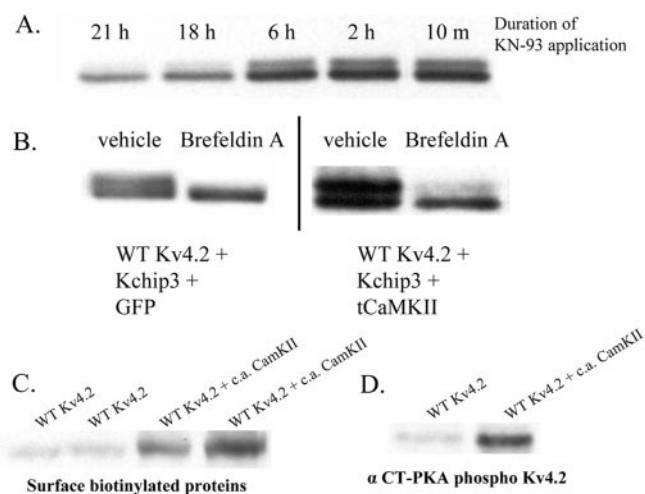 A.
21 h 18 h 6 h 2 h 10 m
Duration of
KN-93 application
B.
vehicle Brefeldin A
vehicle Brefeldin A
WT Kv4.2 +
Kchip3 +
GFP
WT Kv4.2 +
Kchip3 +
tCaMKII
C.
WT Kv4.2
WT Kv4.2
WT Kv4.2 + c.a. CamKII
WT Kv4.2 + c.a. CamKII
Surface biotinylated proteins
D.
WT Kv4.2
WT Kv4.2 + c.a. CamKII
α CT-PKA phospho Kv4.2